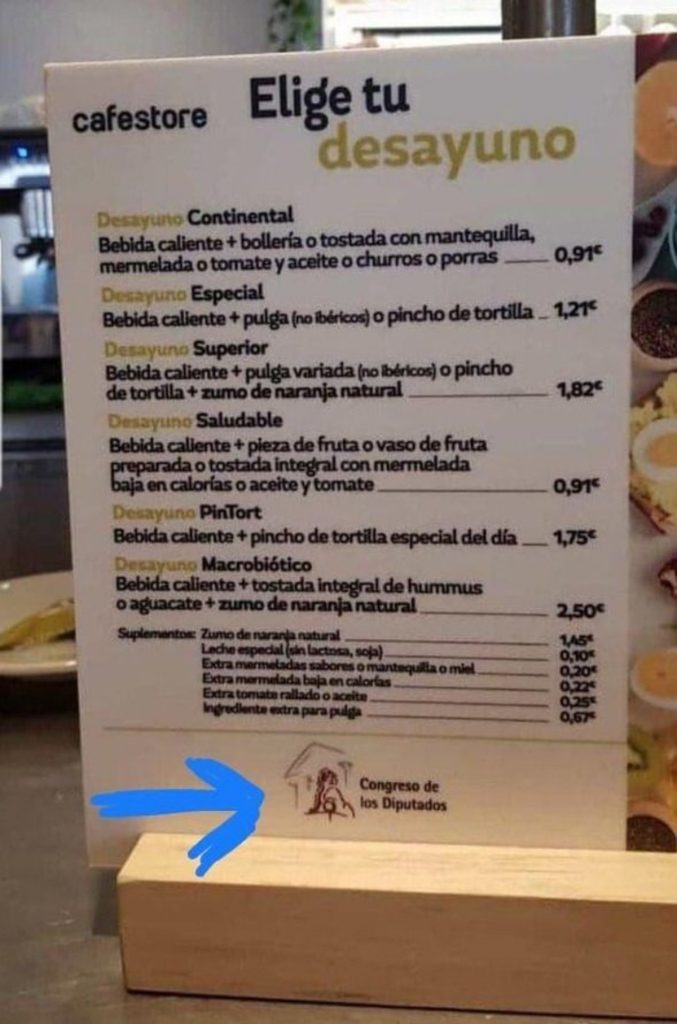 cafestore
Elige tu
desayuno
Desayuno Continental
Bebida caliente + bollería o tostada con mantequilla,
mermelada o tomate y aceite o churros o porras 0,91€
Desayuno Especial
Bebida caliente + pulga (no ibéricos) o pincho de tortilla 1,21€
Desayuno Superior
Bebida caliente + pulga variada (no ibéricos) o pincho
de tortilla + zumo de naranja natural 1,82€
Desayuno Saludable
Bebida caliente + pieza de fruta o vaso de fruta
preparada o tostada integral con mermelada
baja en calorías o aceite y tomate 0,91€
Desayuno PinTort
Bebida caliente + pincho de tortilla especial del día 1,75€
Desayuno Macrobiótico
Bebida caliente + tostada integral de hummus
o aguacate + zumo de naranja natural 2,50€
Suplementos: Zumo de naranja natural 1,45€
Leche especial (sin lactosa, soja) 0,10€
Extra mermeladas sabores o mantequilla o miel 0,20€
Extra mermelada baja en calorías 0,22€
Extra tomate rallado o aceite 0,25€
Ingrediente extra para pulga 0,67€
Congreso de
los Diputados